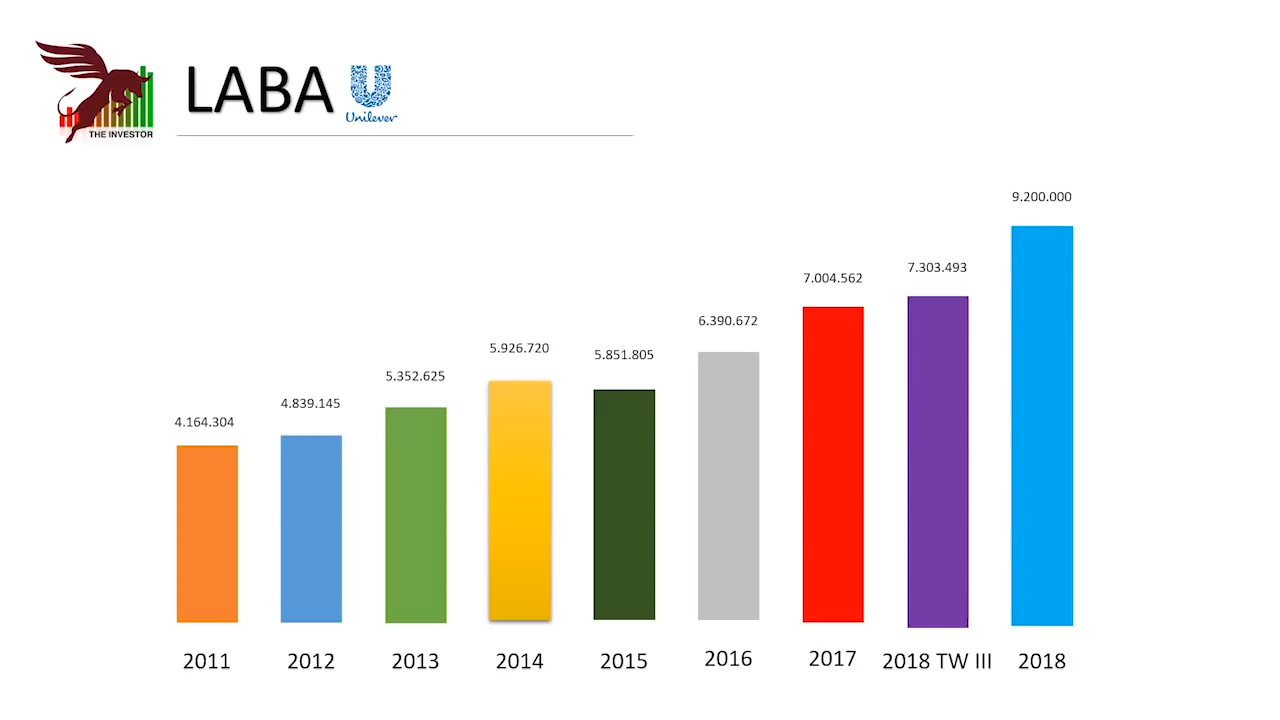 THE INVESTOR
LABA
Unilever
9.200.000
7.303.493
7.004.562
6.390.672
5.926.720
5.851.805
5.352.625
4.839.145
4.164.304
2011 2012 2013 2014 2015 2016 2017 2018 TW III 2018